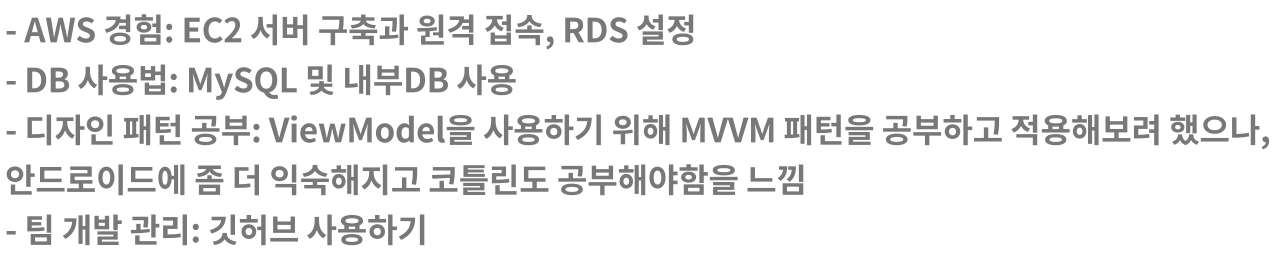 - AWS 경험: EC2 서버 구축과 원격 접속, RDS 설정
- DB 사용법: MySQL 및 내부DB 사용
- 디자인 패턴 공부: ViewModel을 사용하기 위해 MVVM 패턴을 공부하고 적용해보려 했으나,
안드로이드에 좀 더 익숙해지고 코틀린도 공부해야함을 느낌
- 팀 개발 관리: 깃허브 사용하기